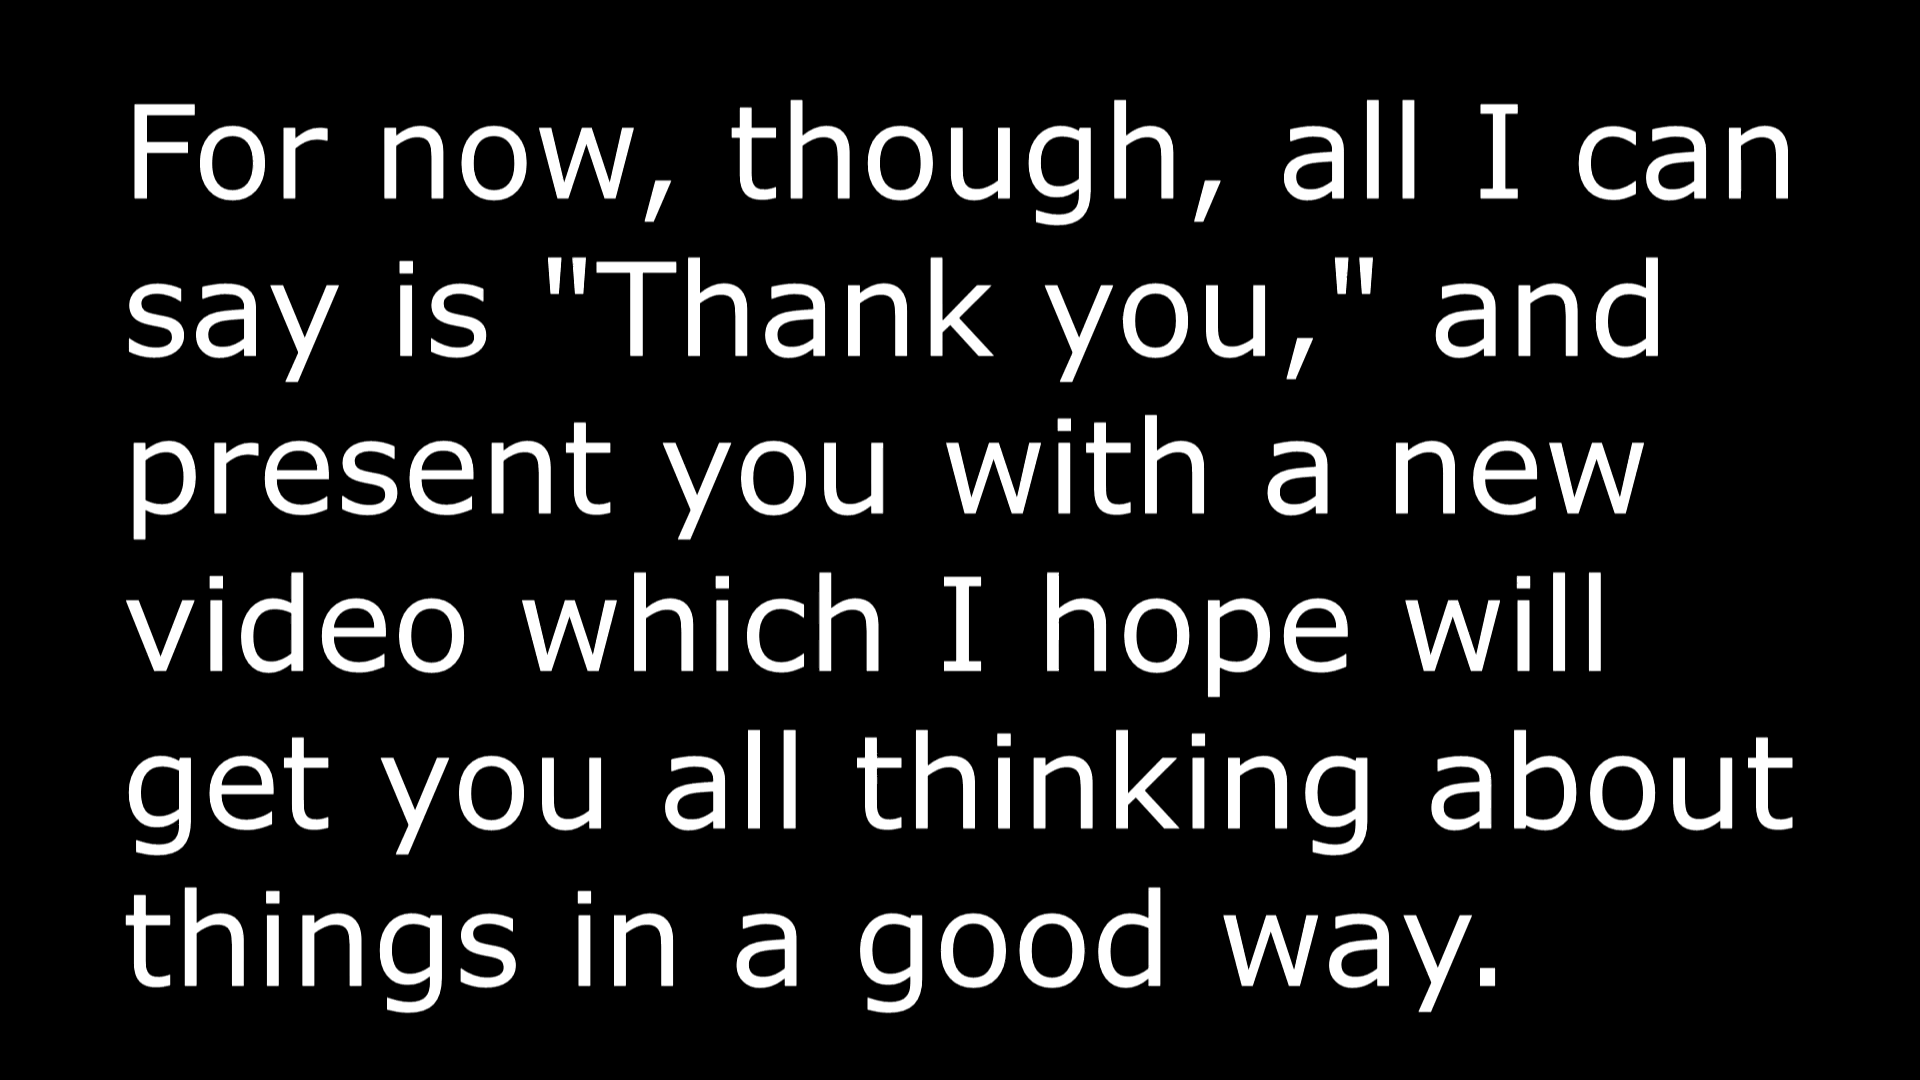 For now, though, all I can
say is "Thank you," and
present you with a new
video which I hope will
get you all thinking about
things in a good way.